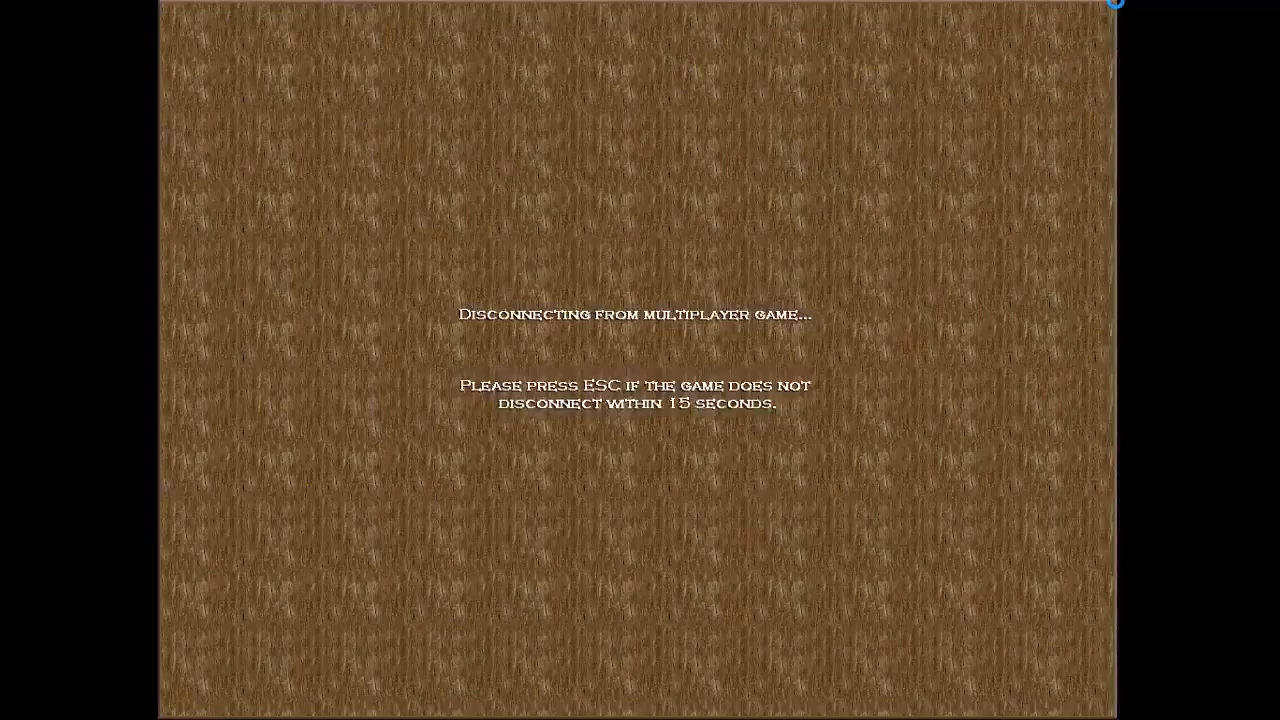 Disconnecting from multiplayer game...
Please press ESC if the game does not
disconnect within 15 seconds.